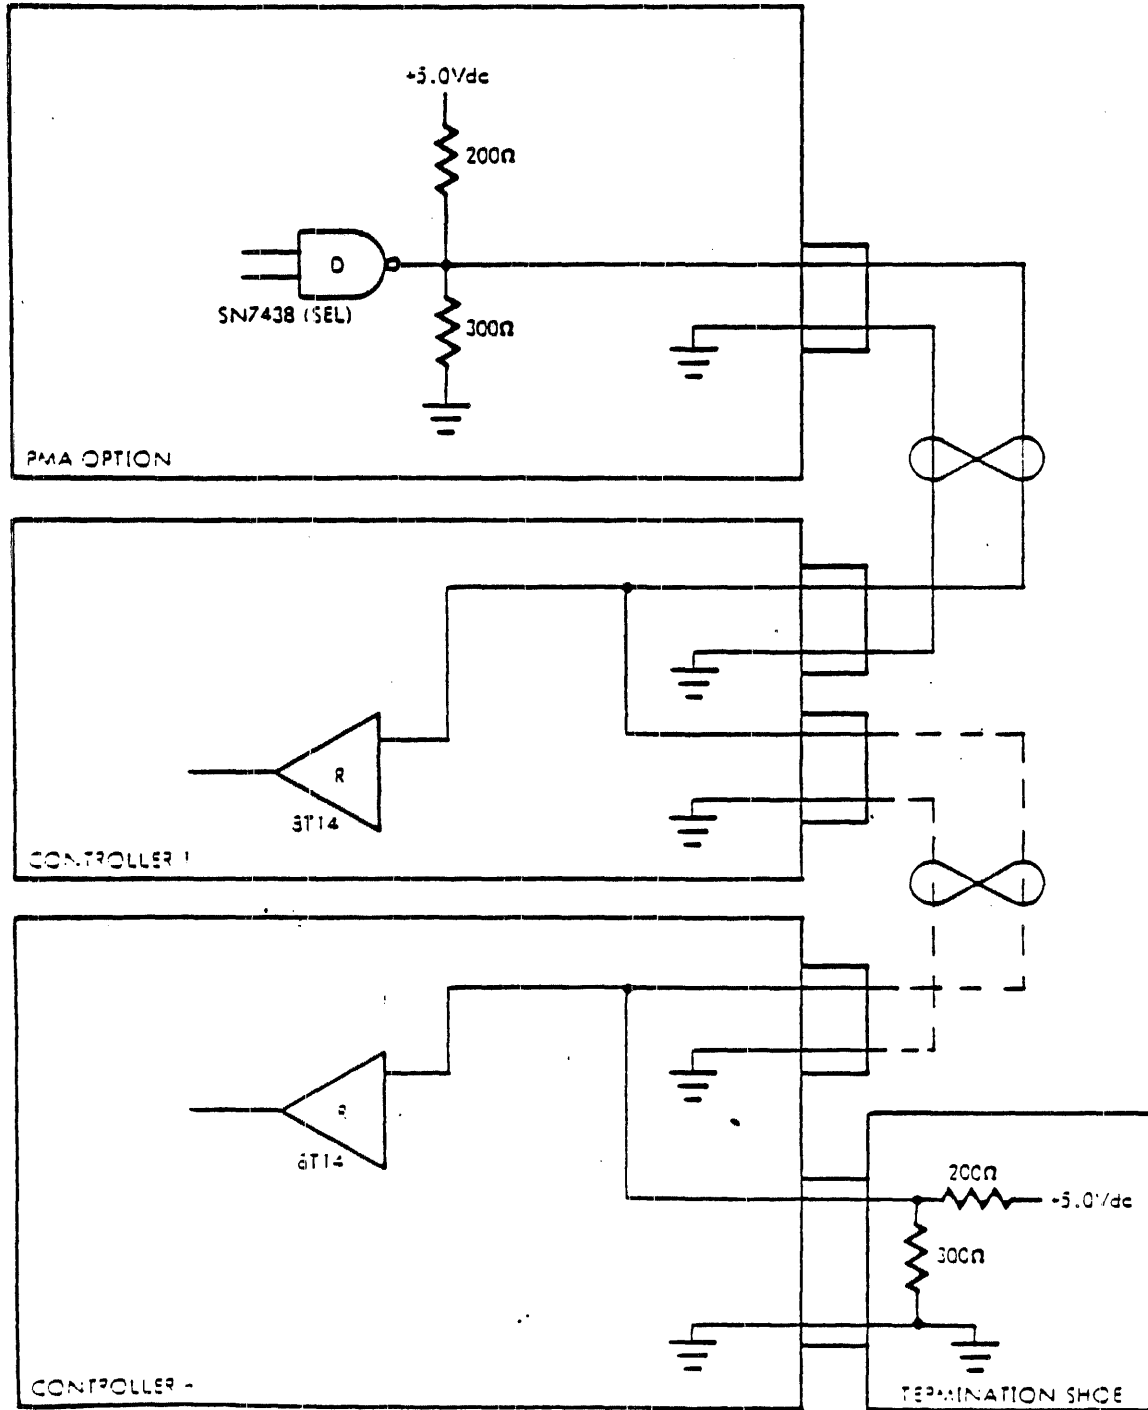 +5.0Vdc
200Ω
D
SN7438 (SEL)
300Ω
PMA OPTION
R
8T14
CONTROLLER 1
R
8T14
200Ω
+5.0Vdc
300Ω
CONTROLLER
TERMINATION SHOE